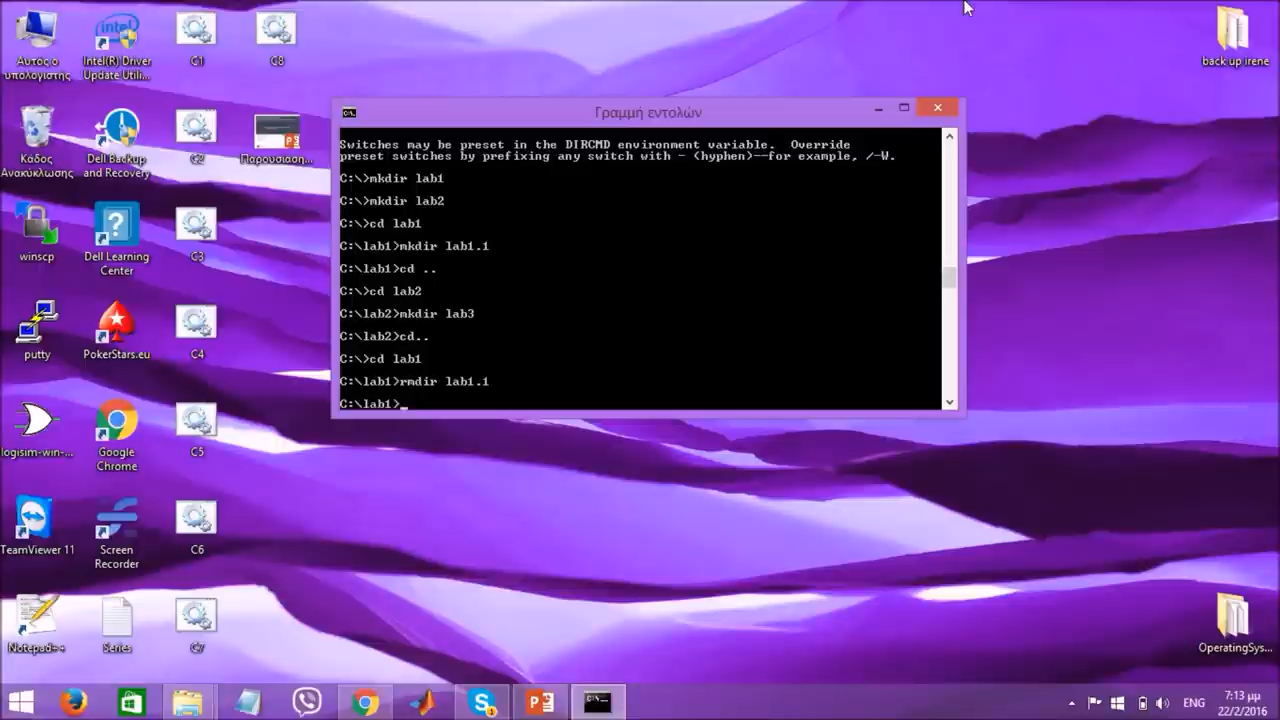 Αυτός ο
υπολογιστής
Intel(R) Driver
Update Utili...
C1
C8
back up irene
Κάδος
Ανακύκλωσης
Dell Backup
and Recovery
C2
Παρουσίαση...
winscp
Dell Learning
Center
C3
putty
PokerStars.eu
C4
logisim-win-...
Google
Chrome
C5
TeamViewer 11
Screen
Recorder
C6
Notepad++
Series
C7
OperatingSys...
Γραμμή εντολών
Switches may be preset in the DIRCMD environment variable.  Override
preset switches by prefixing any switch with - (hyphen)--for example, /-W.
C:\>mkdir lab1
C:\>mkdir lab2
C:\>cd lab1
C:\lab1>mkdir lab1.1
C:\lab1>cd ..
C:\>cd lab2
C:\lab2>mkdir lab3
C:\lab2>cd..
C:\>cd lab1
C:\lab1>rmdir lab1.1
C:\lab1>_
ENG
7:13 μμ
22/2/2016